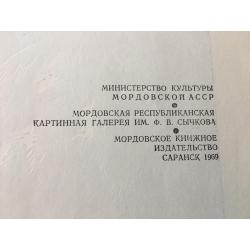 МИНИСТЕРСТВО КУЛЬТУРЫ
МОРДОВСКОЙ АССР
МОРДОВСКАЯ РЕСПУБЛИКАНСКАЯ
КАРТИННАЯ ГАЛЕРЕЯ ИМ. Ф. В. СЫЧКОВА
МОРДОВСКОЕ КНИЖНОЕ
ИЗДАТЕЛЬСТВО
САРАНСК 1969